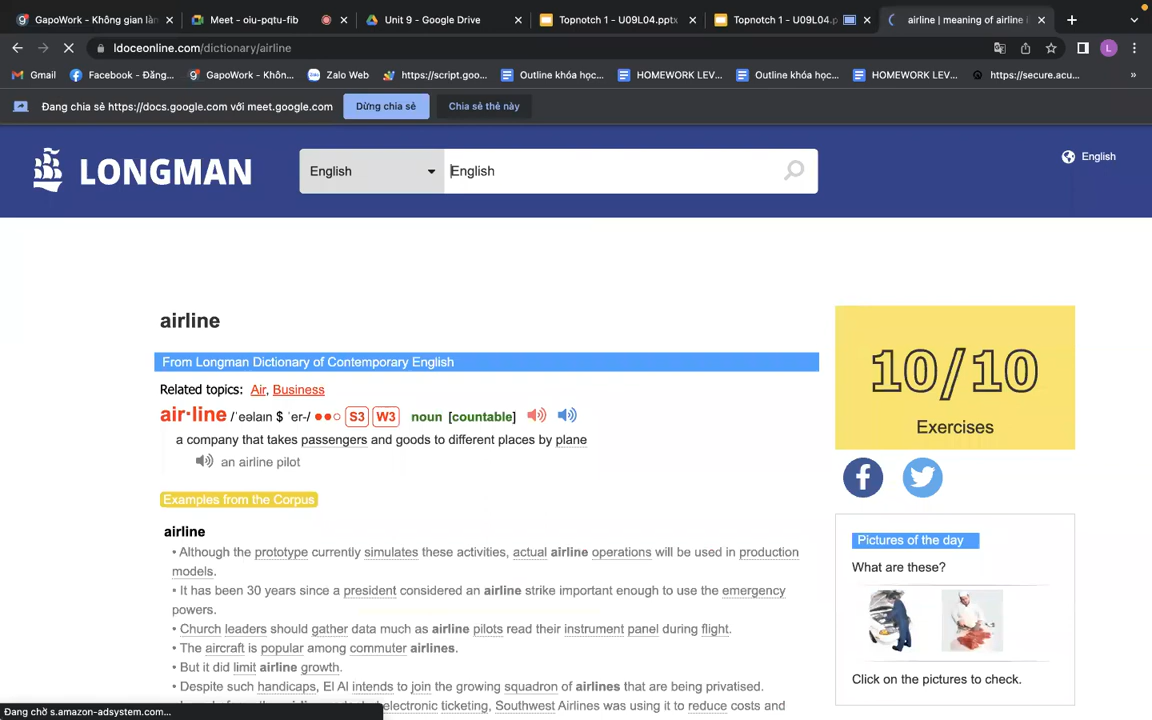 GapoWork - Không gian làn
Meet - oiu-pqtu-fib
Unit 9 - Google Drive
Topnotch 1 - U09L04.pptx
Topnotch 1 - U09L04.p
airline | meaning of airline i
ldoceonline.com/dictionary/airline
L
Gmail
Facebook - Đăng...
GapoWork - Khôn...
Zalo Web
https://script.goo...
Outline khóa học...
HOMEWORK LEV...
Outline khóa học...
HOMEWORK LEV...
https://secure.acu...
»
Đang chia sẻ https://docs.google.com với meet.google.com
Dừng chia sẻ
Chia sẻ thẻ này
LONGMAN
English
English
English
airline
From Longman Dictionary of Contemporary English
Related topics: Air, Business
air·line /ˈeəlaɪn $ ˈer-/ ●●○ S3 W3 noun [countable]
a company that takes passengers and goods to different places by plane
an airline pilot
Examples from the Corpus
airline
• Although the prototype currently simulates these activities, actual airline operations will be used in production
models.
• It has been 30 years since a president considered an airline strike important enough to use the emergency
powers.
• Church leaders should gather data much as airline pilots read their instrument panel during flight.
• The aircraft is popular among commuter airlines.
• But it did limit airline growth.
• Despite such handicaps, El Al intends to join the growing squadron of airlines that are being privatised.
electronic ticketing, Southwest Airlines was using it to reduce costs and
10/10
Exercises
Pictures of the day
What are these?
Click on the pictures to check.
Đang chờ s.amazon-adsystem.com...